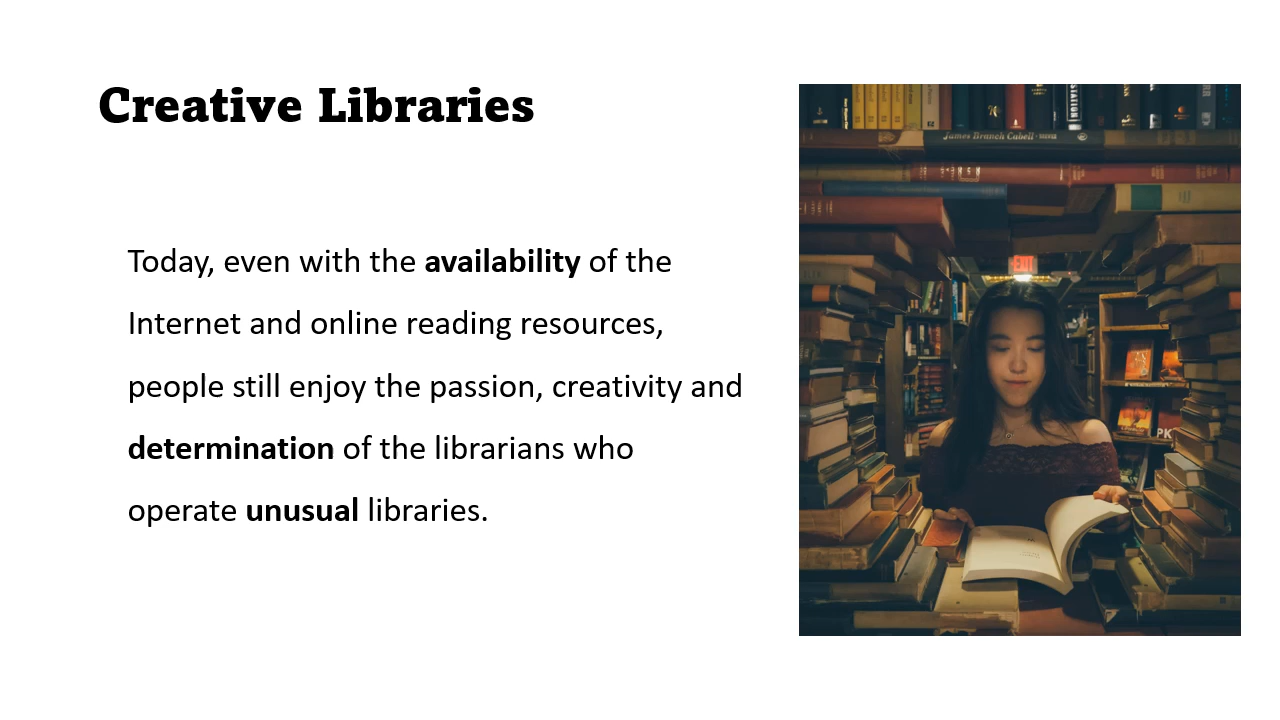 Creative Libraries
Today, even with the availability of the
Internet and online reading resources,
people still enjoy the passion, creativity and
determination of the librarians who
operate unusual libraries.
James Branch Cabell
EXIT